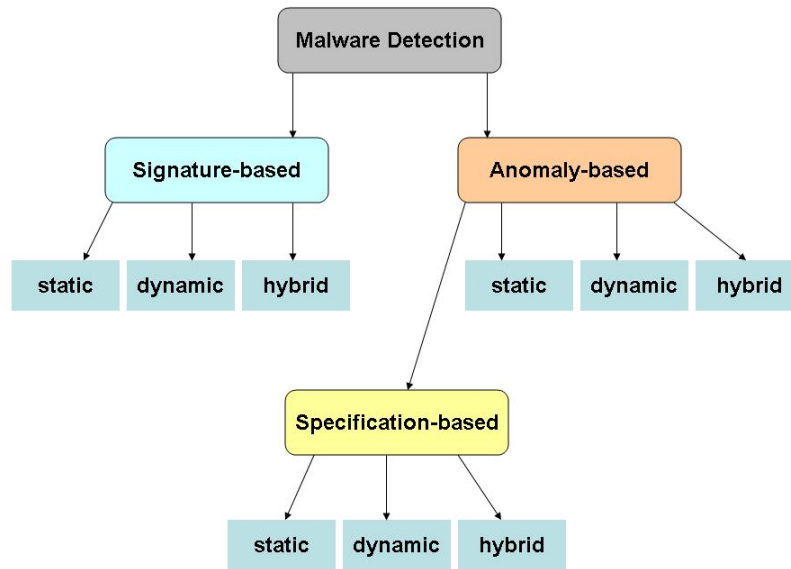 Malware Detection
Signature-based
Anomaly-based
static
dynamic
hybrid
static
dynamic
hybrid
Specification-based
static
dynamic
hybrid